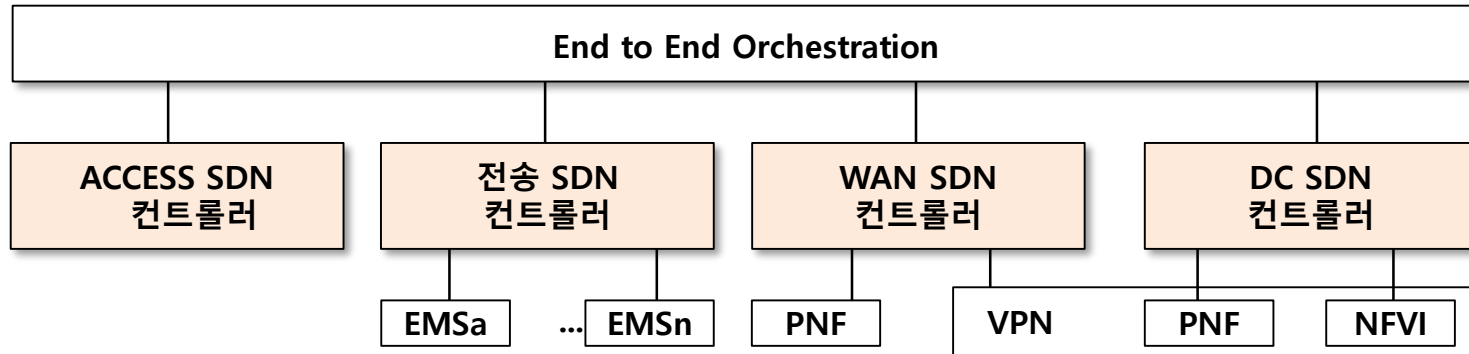 End to End Orchestration
ACCESS SDN
컨트롤러
전송 SDN
컨트롤러
WAN SDN
컨트롤러
DC SDN
컨트롤러
EMSa
...
EMSn
PNF
VPN
PNF
NFVI